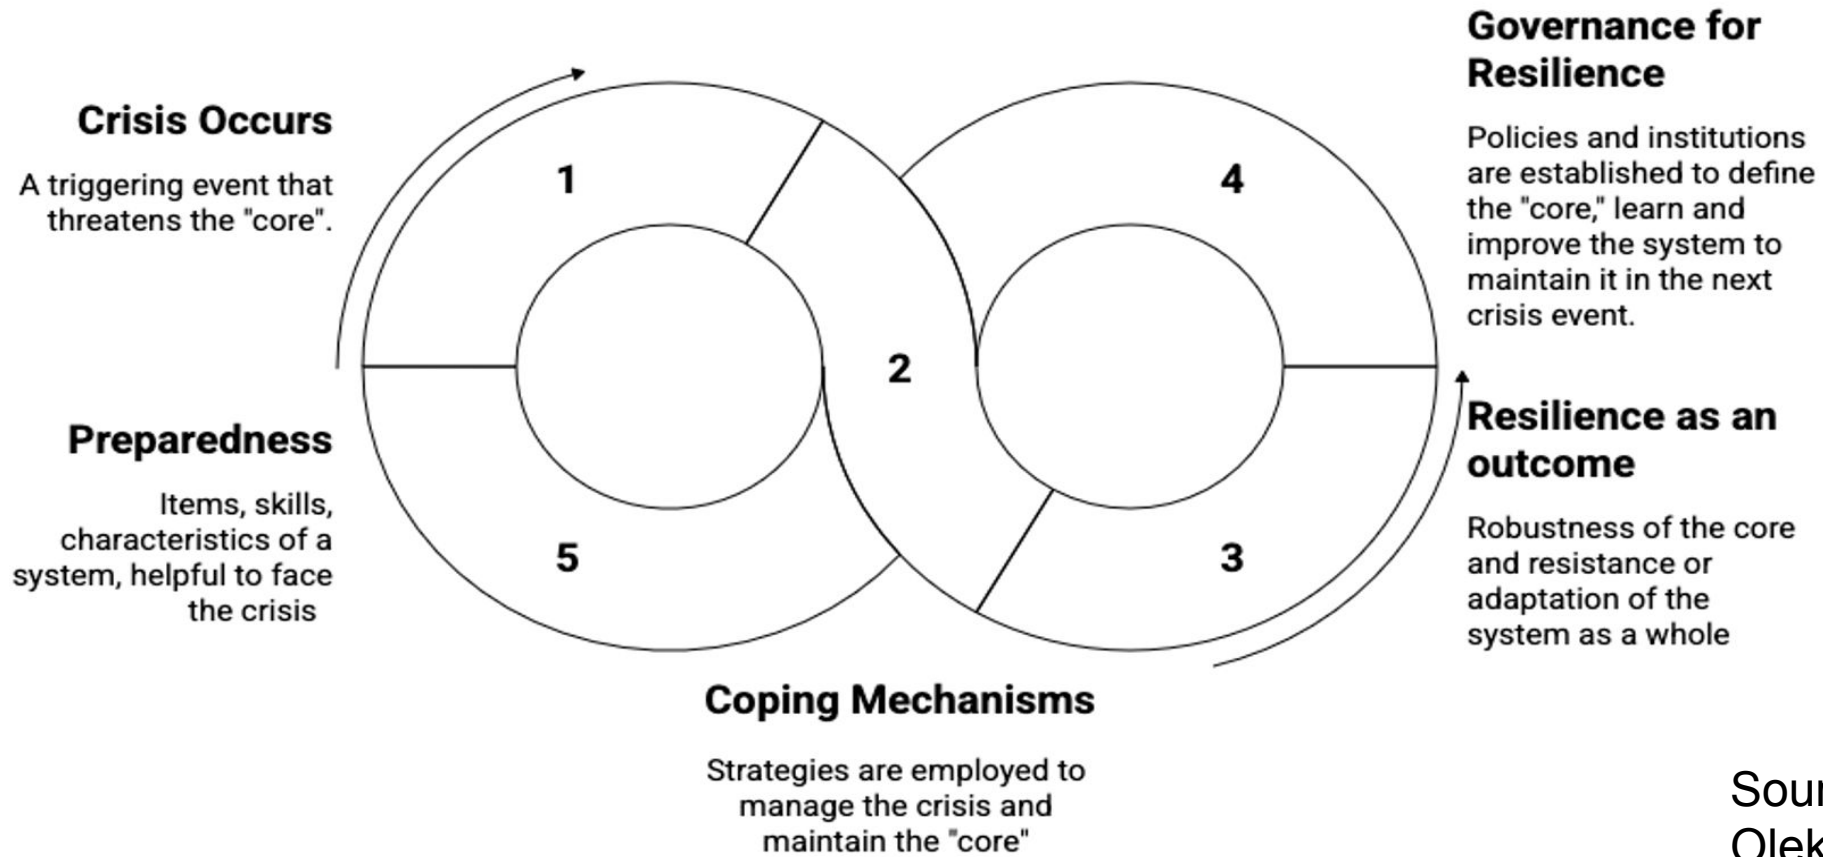 Crisis Occurs
A triggering event that
threatens the "core".
1
Preparedness
Items, skills,
characteristics of a
system, helpful to face
the crisis
5
2
Coping Mechanisms
Strategies are employed to
manage the crisis and
maintain the "core"
4
Governance for
Resilience
Policies and institutions
are established to define
the "core," learn and
improve the system to
maintain it in the next
crisis event.
3
Resilience as an
outcome
Robustness of the core
and resistance or
adaptation of the
system as a whole